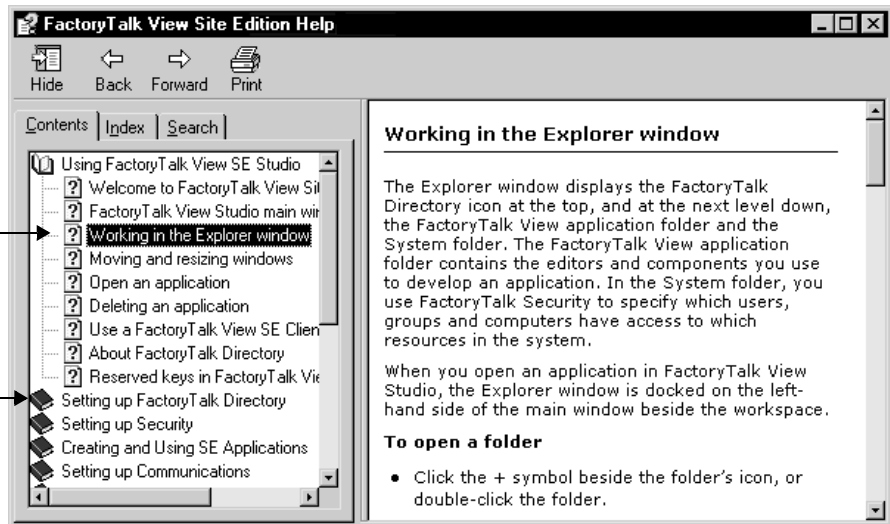 FactoryTalk View Site Edition Help
Hide Back Forward Print
Contents Index Search
Using FactoryTalk View SE Studio
Welcome to FactoryTalk View Sit
FactoryTalk View Studio main win
Working in the Explorer window
Moving and resizing windows
Open an application
Deleting an application
Use a FactoryTalk View SE Clien
About FactoryTalk Directory
Reserved keys in FactoryTalk Vie
Setting up FactoryTalk Directory
Setting up Security
Creating and Using SE Applications
Setting up Communications
Working in the Explorer window
The Explorer window displays the FactoryTalk
Directory icon at the top, and at the next level down,
the FactoryTalk View application folder and the
System folder. The FactoryTalk View application
folder contains the editors and components you use
to develop an application. In the System folder, you
use FactoryTalk Security to specify which users,
groups and computers have access to which
resources in the system.
When you open an application in FactoryTalk View
Studio, the Explorer window is docked on the left-
hand side of the main window beside the workspace.
To open a folder
• Click the + symbol beside the folder's icon, or
double-click the folder.